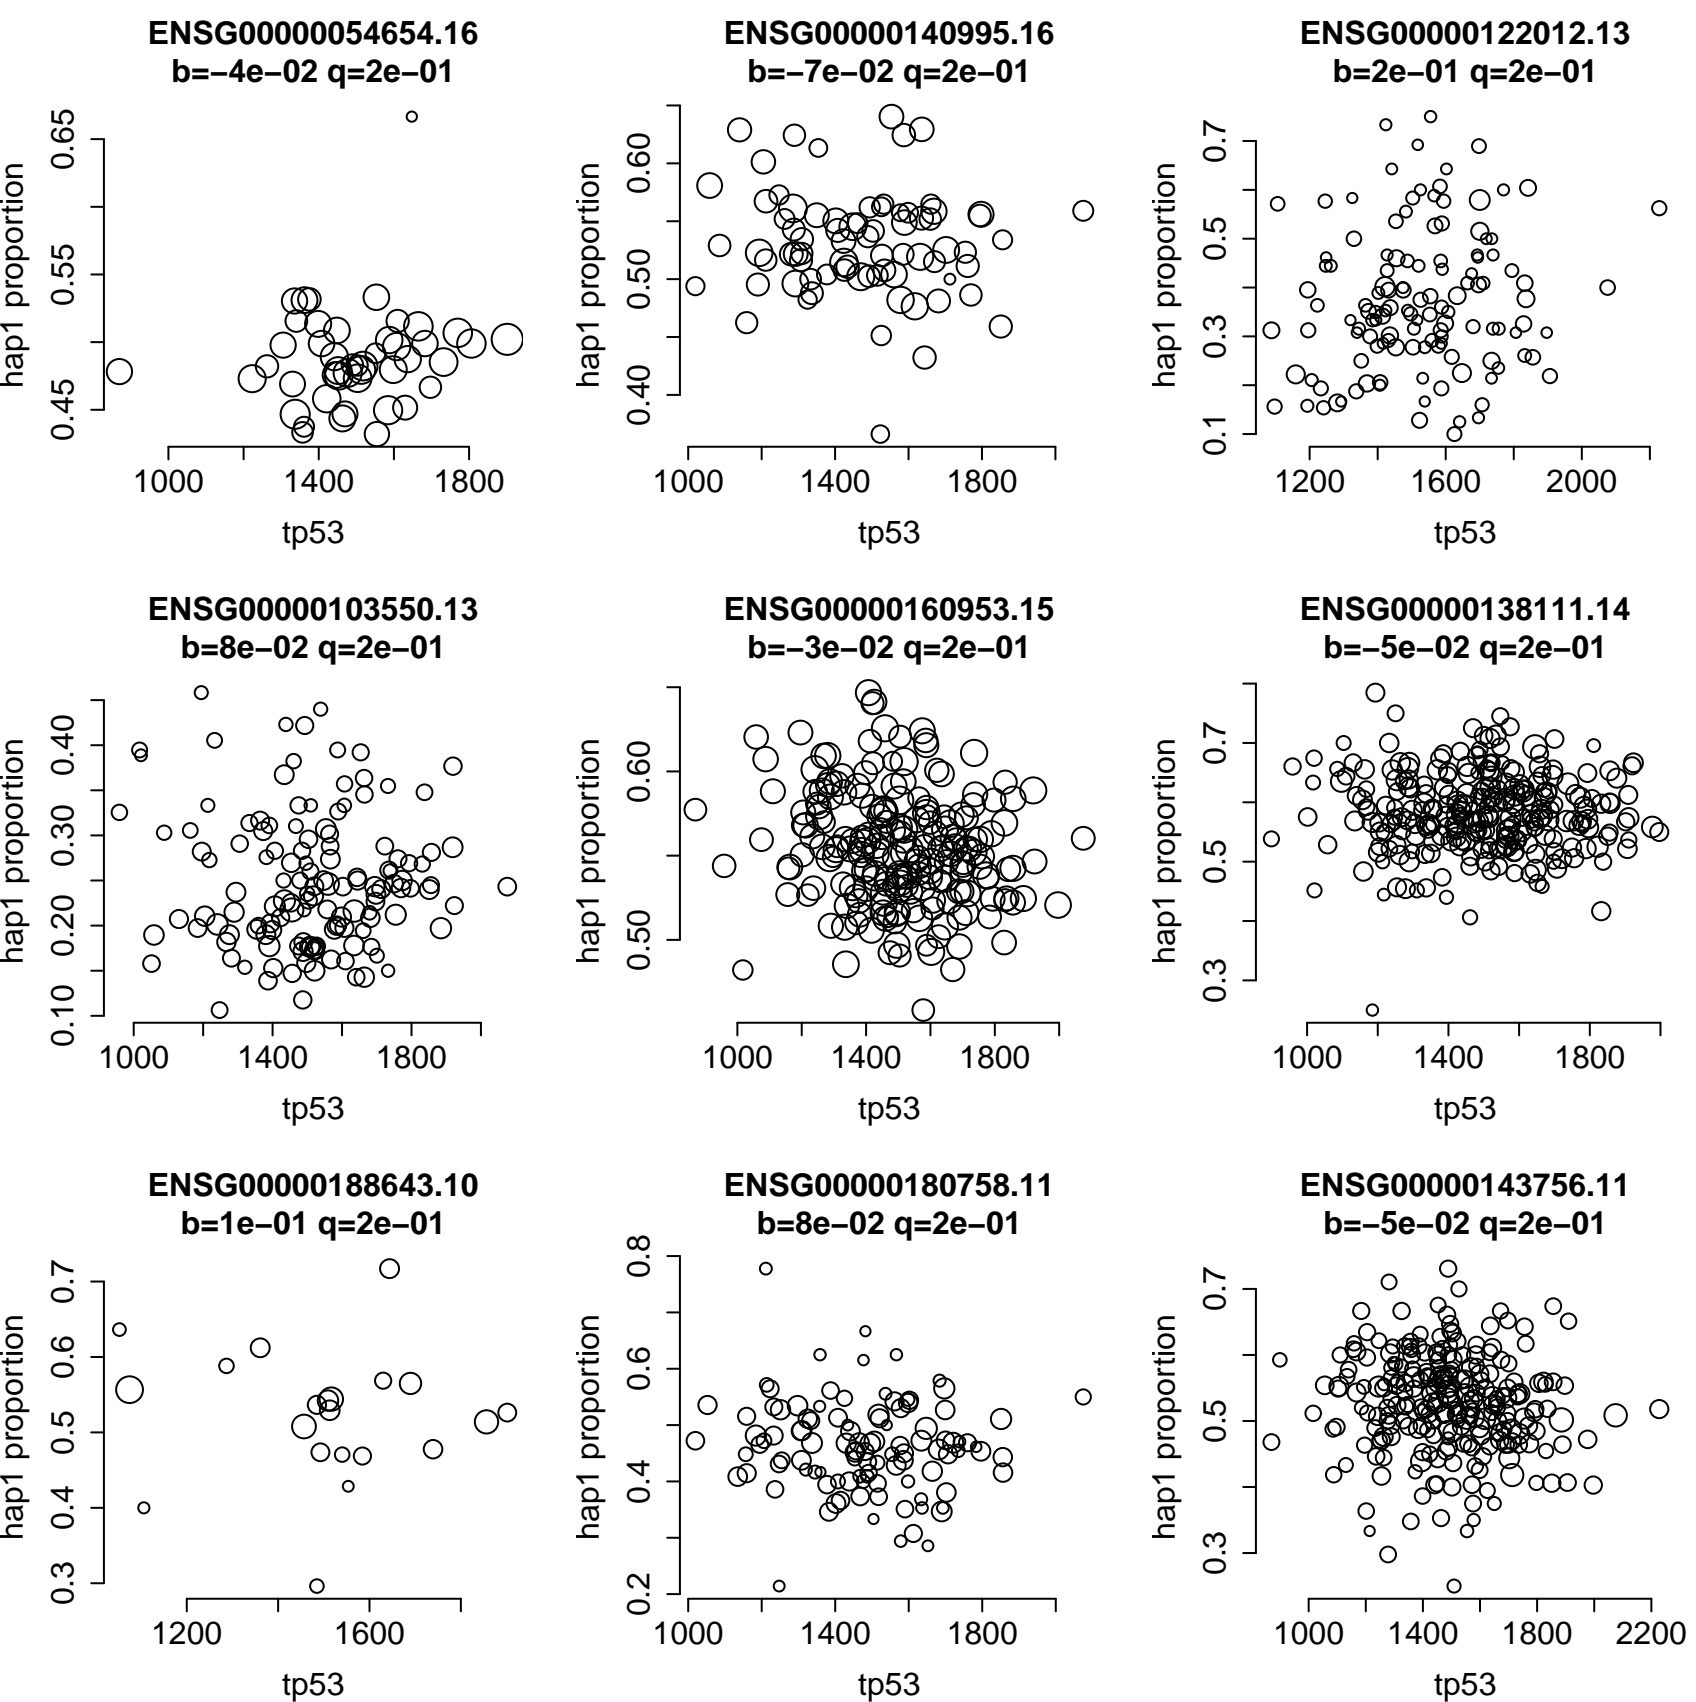 ENSG00000054654.16
b=−4e−02 q=2e−01
hap1 proportion
0.45 0.55 0.65
1000 1400 1800
tp53
ENSG00000140995.16
b=−7e−02 q=2e−01
hap1 proportion
0.40 0.50 0.60
1000 1400 1800
tp53
ENSG00000122012.13
b=2e−01 q=2e−01
hap1 proportion
0.1 0.3 0.5 0.7
1200 1600 2000
tp53
ENSG00000103550.13
b=8e−02 q=2e−01
hap1 proportion
0.10 0.20 0.30 0.40
1000 1400 1800
tp53
ENSG00000160953.15
b=−3e−02 q=2e−01
hap1 proportion
0.50 0.60
1000 1400 1800
tp53
ENSG00000138111.14
b=−5e−02 q=2e−01
hap1 proportion
0.3 0.5 0.7
1000 1400 1800
tp53
ENSG00000188643.10
b=1e−01 q=2e−01
hap1 proportion
0.3 0.4 0.5 0.6 0.7
1200 1600
tp53
ENSG00000180758.11
b=8e−02 q=2e−01
hap1 proportion
0.2 0.4 0.6 0.8
1000 1400 1800
tp53
ENSG00000143756.11
b=−5e−02 q=2e−01
hap1 proportion
0.3 0.5 0.7
1000 1400 1800 2200
tp53